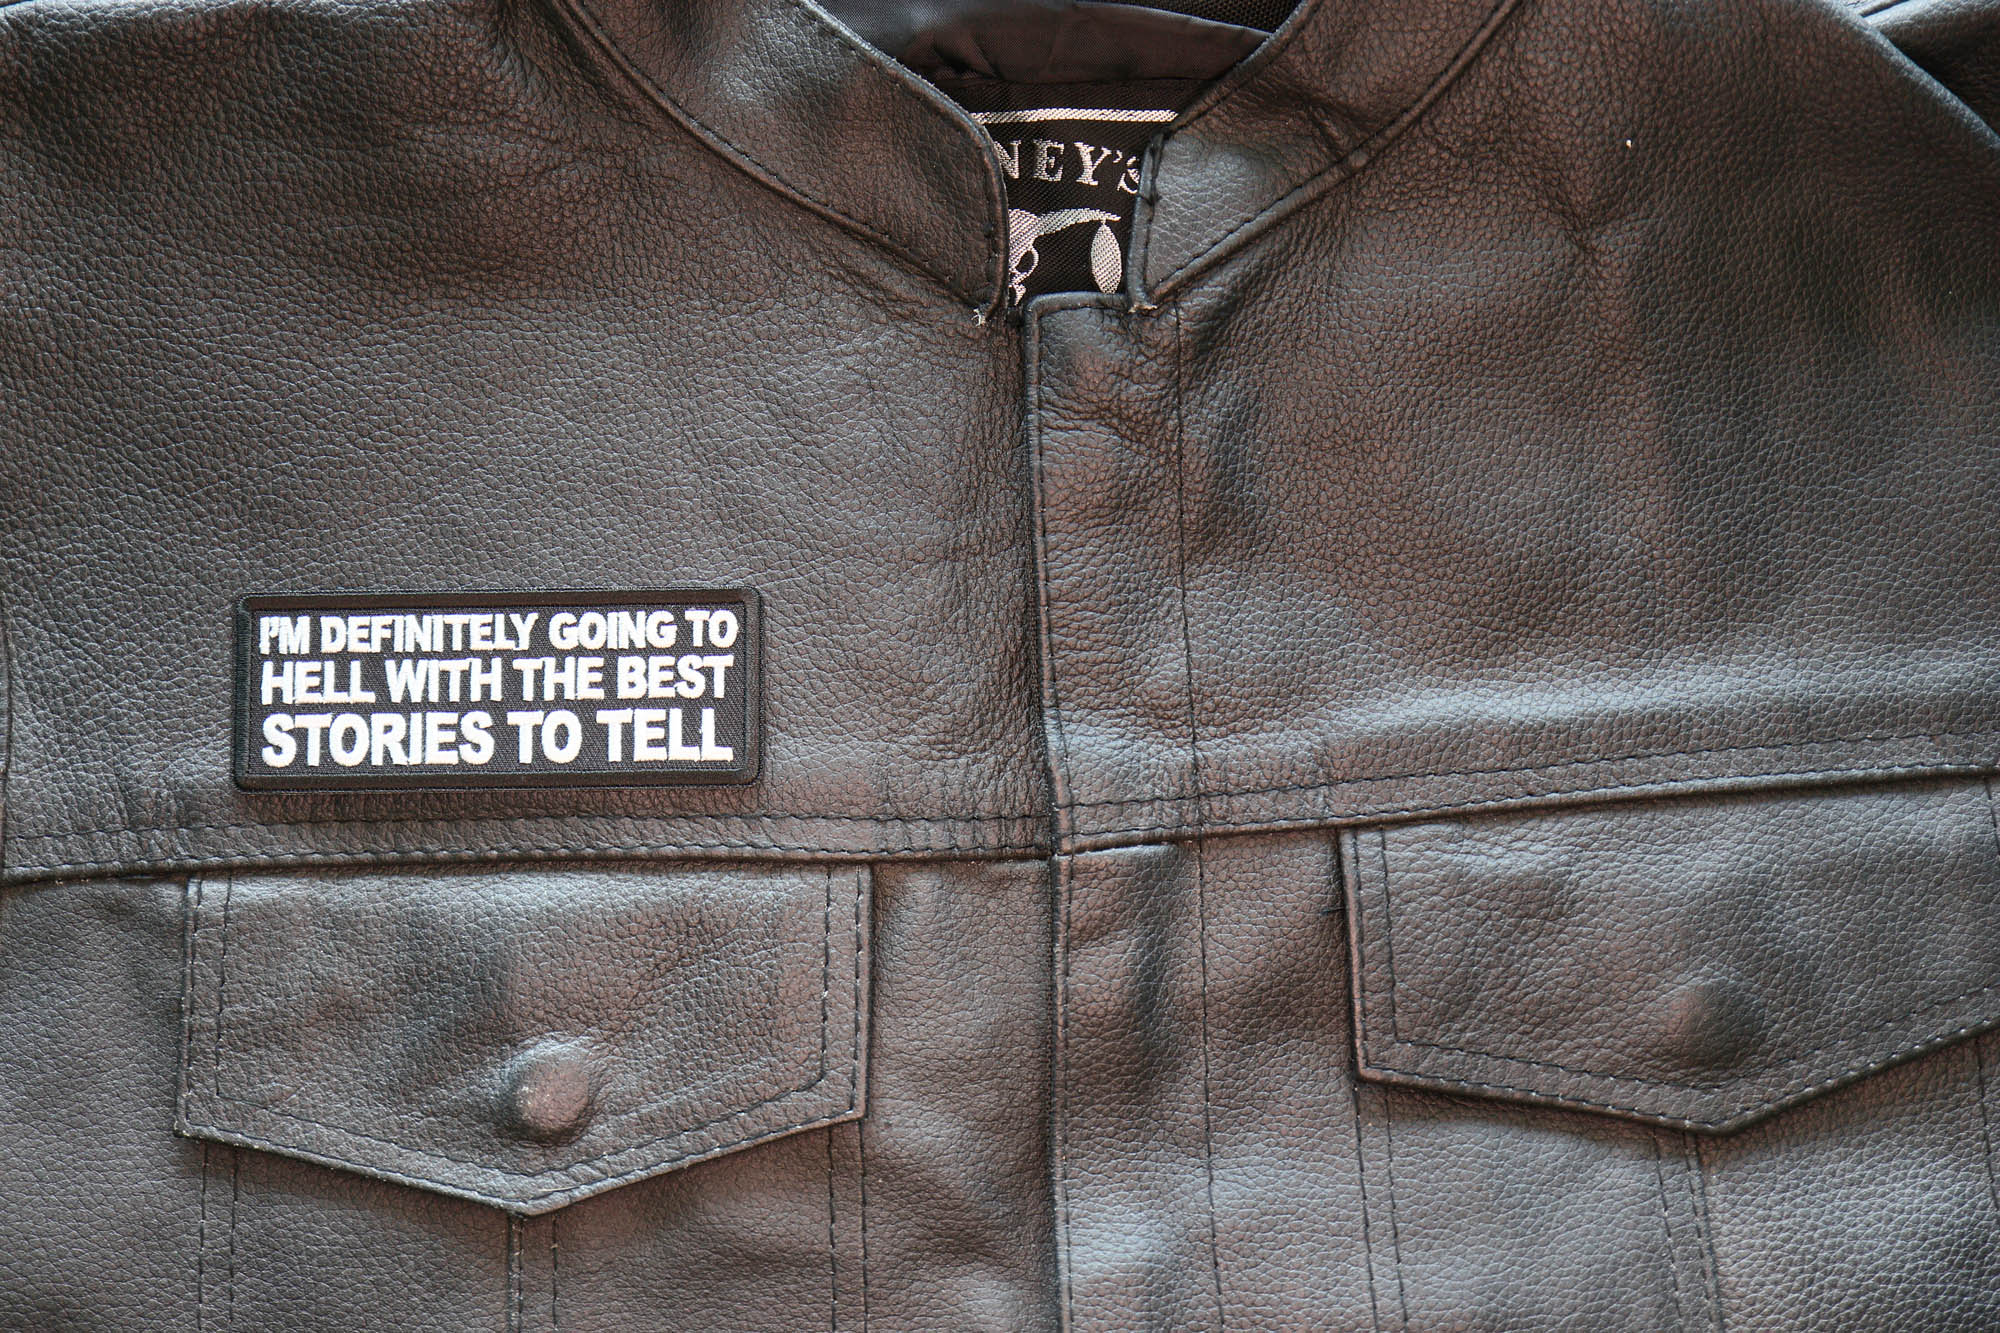 NEY'S
I'M DEFINITELY GOING TO
HELL WITH THE BEST
STORIES TO TELL